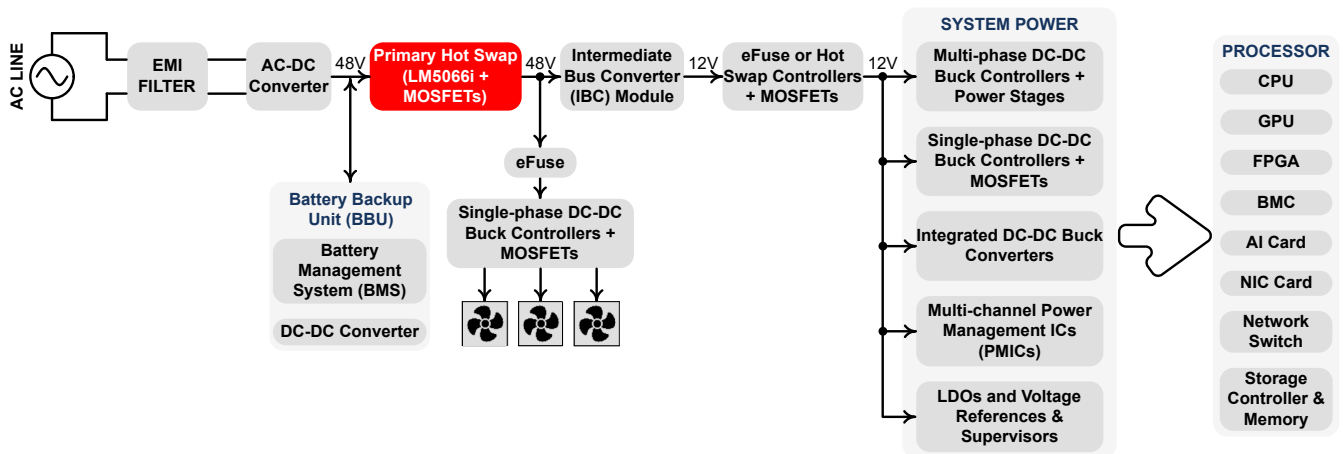 AC LINE
EMI
FILTER
AC-DC
Converter
48V
Primary Hot Swap
(LM5066i +
MOSFETs)
48V
Intermediate
Bus Converter
(IBC) Module
12V
eFuse or Hot
Swap Controllers
+ MOSFETs
12V
eFuse
Single-phase DC-DC
Buck Controllers +
MOSFETs
Battery Backup
Unit (BBU)
Battery
Management
System (BMS)
DC-DC Converter
SYSTEM POWER
Multi-phase DC-DC
Buck Controllers +
Power Stages
Single-phase DC-DC
Buck Controllers +
MOSFETs
Integrated DC-DC Buck
Converters
Multi-channel Power
Management ICs
(PMICs)
LDOs and Voltage
References &
Supervisors
PROCESSOR
CPU
GPU
FPGA
BMC
AI Card
NIC Card
Network
Switch
Storage
Controller &
Memory